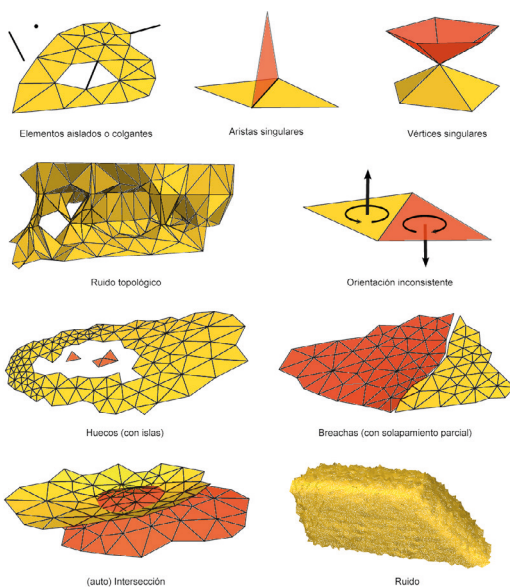 Elementos aislados o colgantes
Aristas singulares
Vértices singulares
Ruido topológico
Orientación inconsistente
Huecos (con islas)
Breachas (con solapamiento parcial)
(auto) Intersección
Ruido